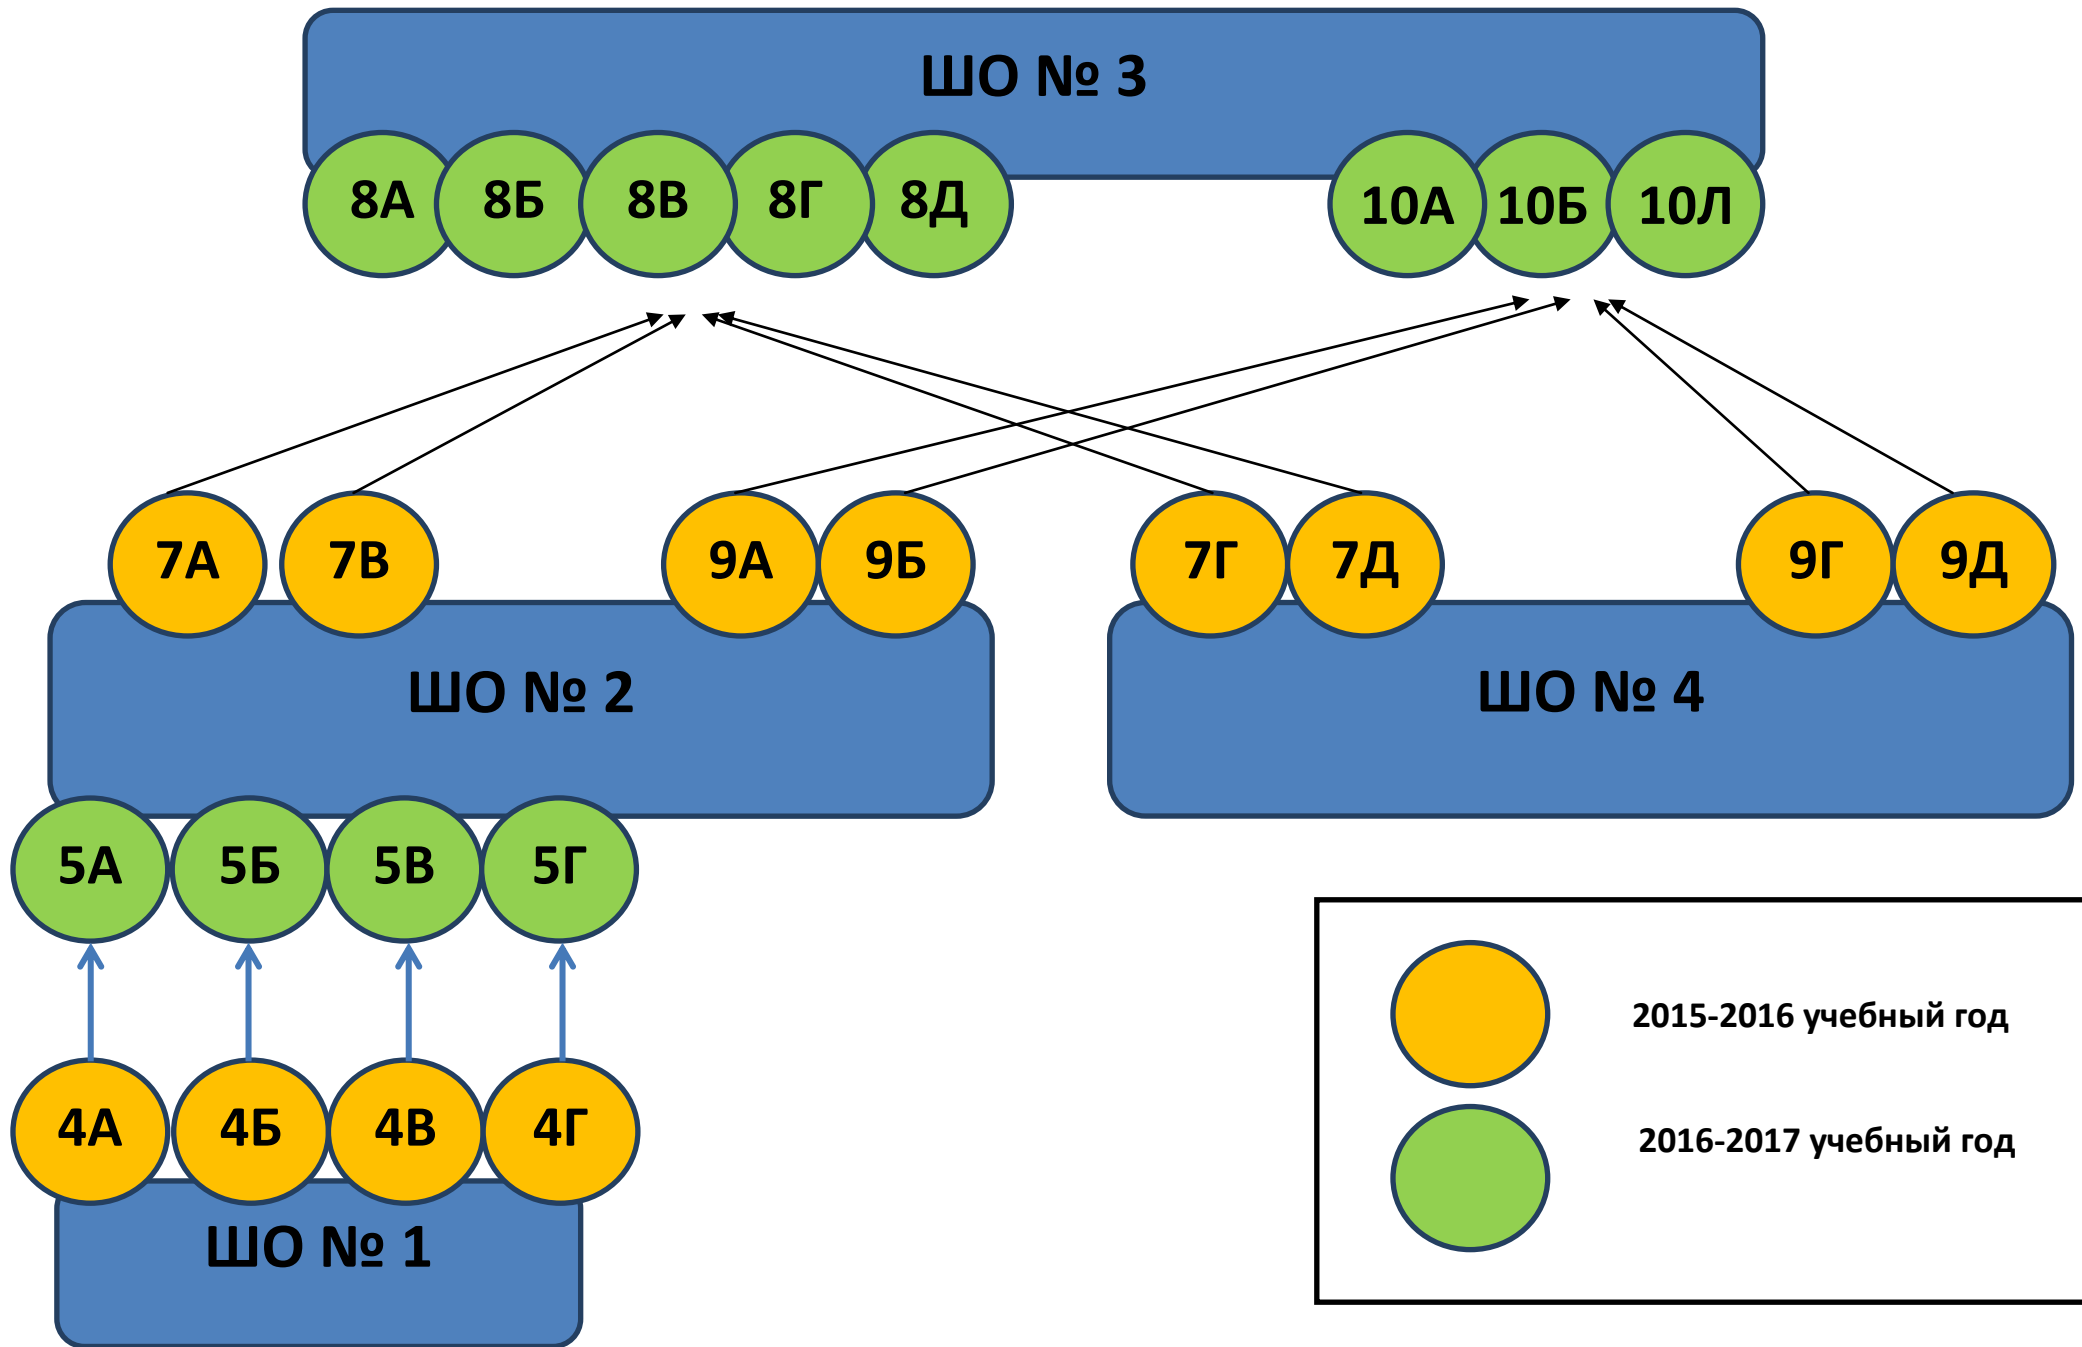 ШО № 3
8А 8Б 8В 8Г 8Д 10А 10Б 10Л
7А 7В 9А 9Б 7Г 7Д 9Г 9Д
ШО № 2 ШО № 4
5А 5Б 5В 5Г
4А 4Б 4В 4Г
ШО № 1
2015-2016 учебный год
2016-2017 учебный год